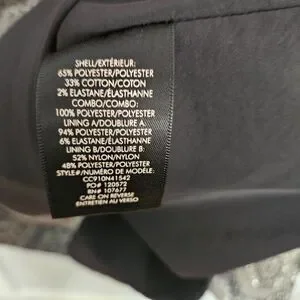 SHELL/EXTÉRIEUR:
65% POLYESTER/POLYESTER
33% COTTON/COTON
2% ELASTANE/ÉLASTHANNE
COMBO/COMBO:
100% POLYESTER/POLYESTER
LINING A/DOUBLURE A:
94% POLYESTER/POLYESTER
6% ELASTANE/ÉLASTHANNE
LINING B/DOUBLURE B:
52% NYLON/NYLON
48% POLYESTER/POLYESTER
STYLE#/NUMÉRO DE MODÈLE:
CC910N41542
PO# 120572
RN# 107677
CARE ON REVERSE
ENTRETIEN AU VERSO